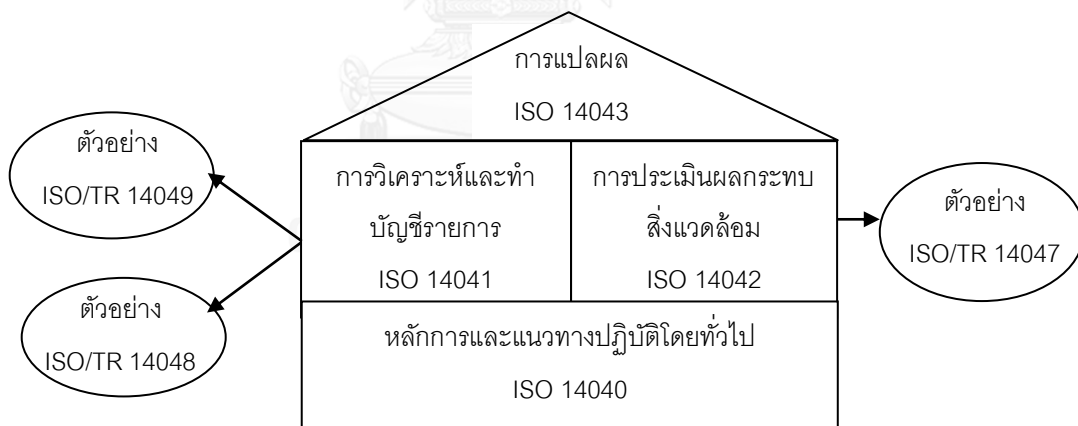 การแปลผล
ISO 14043
ตัวอย่าง
ISO/TR 14049
การวิเคราะห์และทำ
บัญชีรายการ
ISO 14041
การประเมินผลกระทบ
สิ่งแวดล้อม
ISO 14042
ตัวอย่าง
ISO/TR 14047
ตัวอย่าง
ISO/TR 14048
หลักการและแนวทางปฏิบัติโดยทั่วไป
ISO 14040